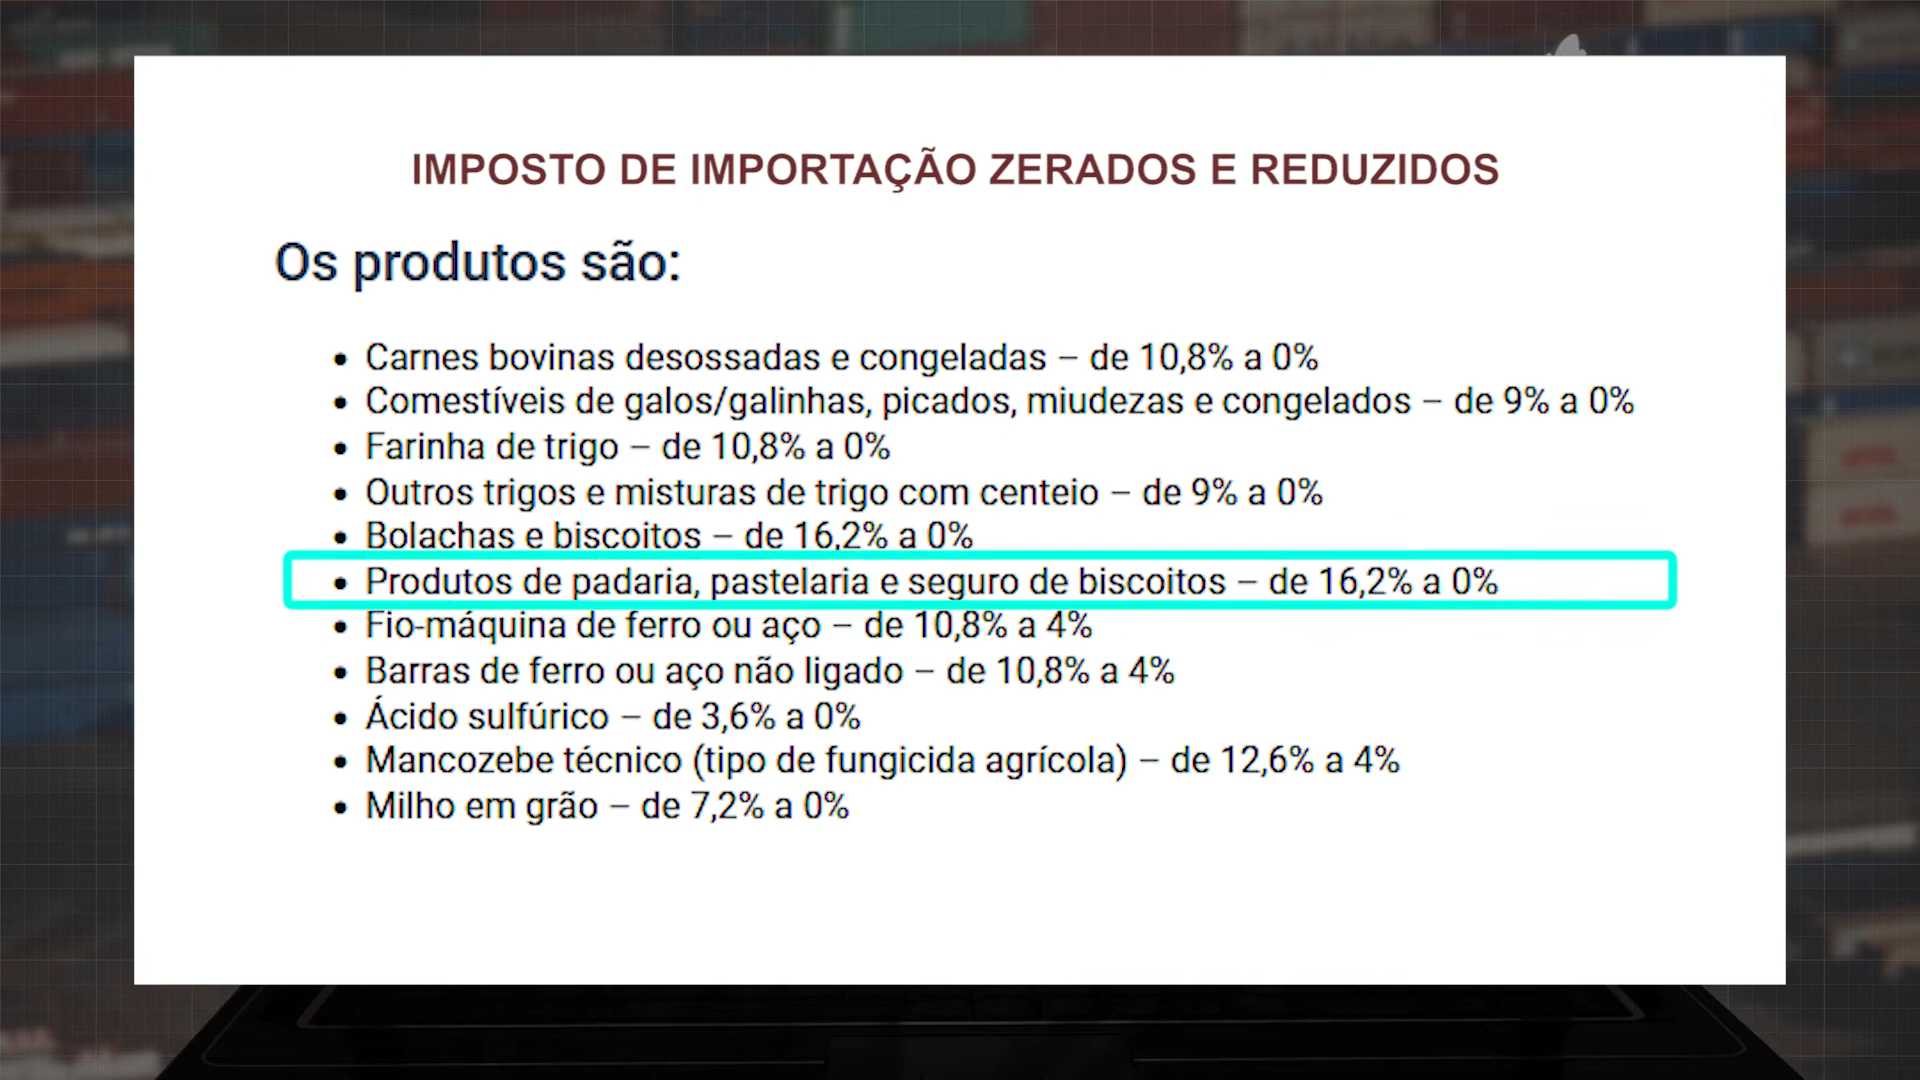 IMPOSTO DE IMPORTAÇÃO ZERADOS E REDUZIDOS
Os produtos são:
• Carnes bovinas desossadas e congeladas – de 10,8% a 0%
• Comestíveis de galos/galinhas, picados, miudezas e congelados – de 9% a 0%
• Farinha de trigo – de 10,8% a 0%
• Outros trigos e misturas de trigo com centeio – de 9% a 0%
• Bolachas e biscoitos – de 16,2% a 0%
• Produtos de padaria, pastelaria e seguro de biscoitos – de 16,2% a 0%
• Fio-máquina de ferro ou aço – de 10,8% a 4%
• Barras de ferro ou aço não ligado – de 10,8% a 4%
• Ácido sulfúrico – de 3,6% a 0%
• Mancozebe técnico (tipo de fungicida agrícola) – de 12,6% a 4%
• Milho em grão – de 7,2% a 0%